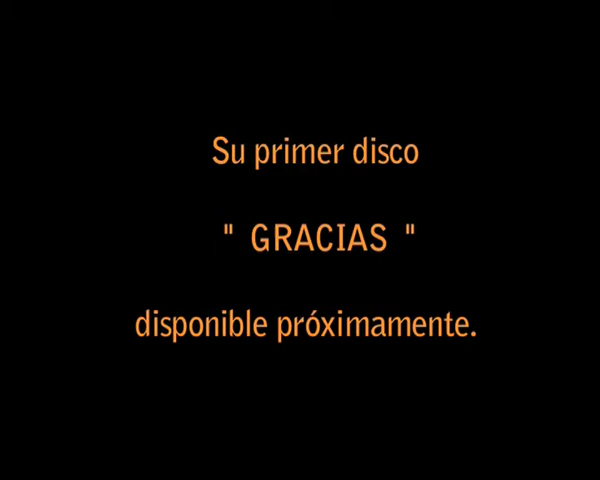 Su primer disco
" GRACIAS "
disponible próximamente.